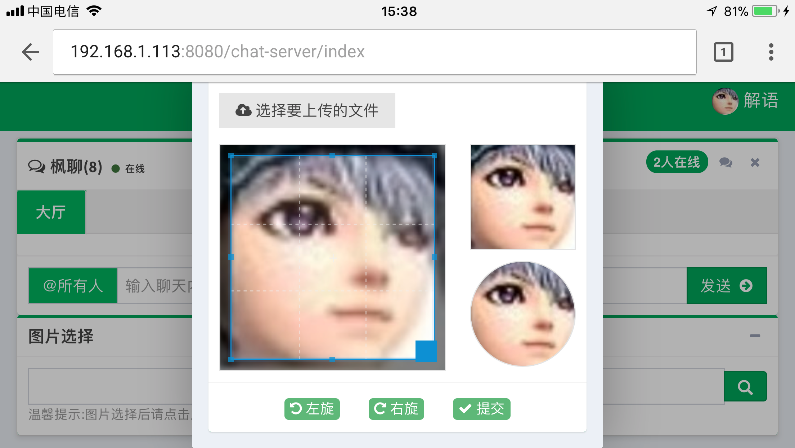 中国电信 15:38 81%
192.168.1.113:8080/chat-server/index 1
解语
选择要上传的文件
枫聊(8) 在线 2人在线
大厅
@所有人 输入聊天内 发送
图片选择
温馨提示:图片选择后请点击
左旋 右旋 提交